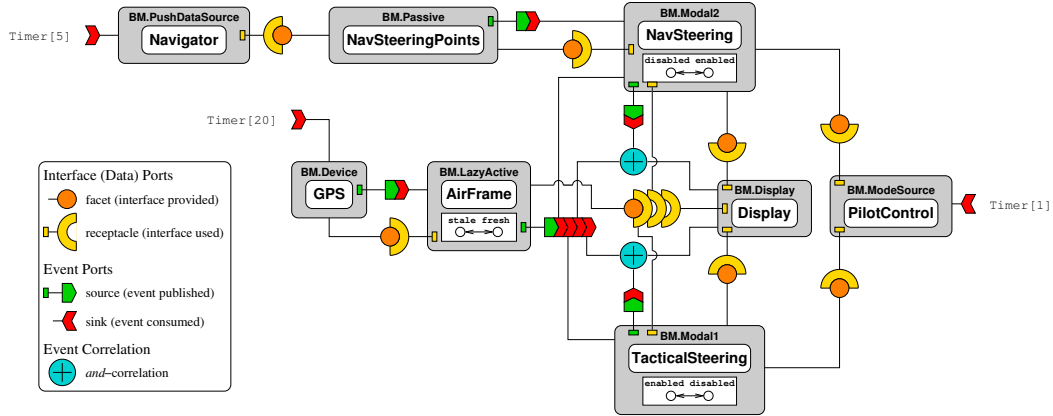 BM.PushDataSource
BM.Passive
BM.Modal2
Timer[5]
Navigator
NavSteeringPoints
NavSteering
disabled enabled
Timer[20]
BM.Device
GPS
BM.LazyActive
AirFrame
stale fresh
BM.Display
Display
BM.ModeSource
PilotControl
Timer[1]
Interface (Data) Ports
facet (interface provided)
receptacle (interface used)
Event Ports
source (event published)
sink (event consumed)
Event Correlation
and−correlation
BM.Modal1
TacticalSteering
enabled disabled